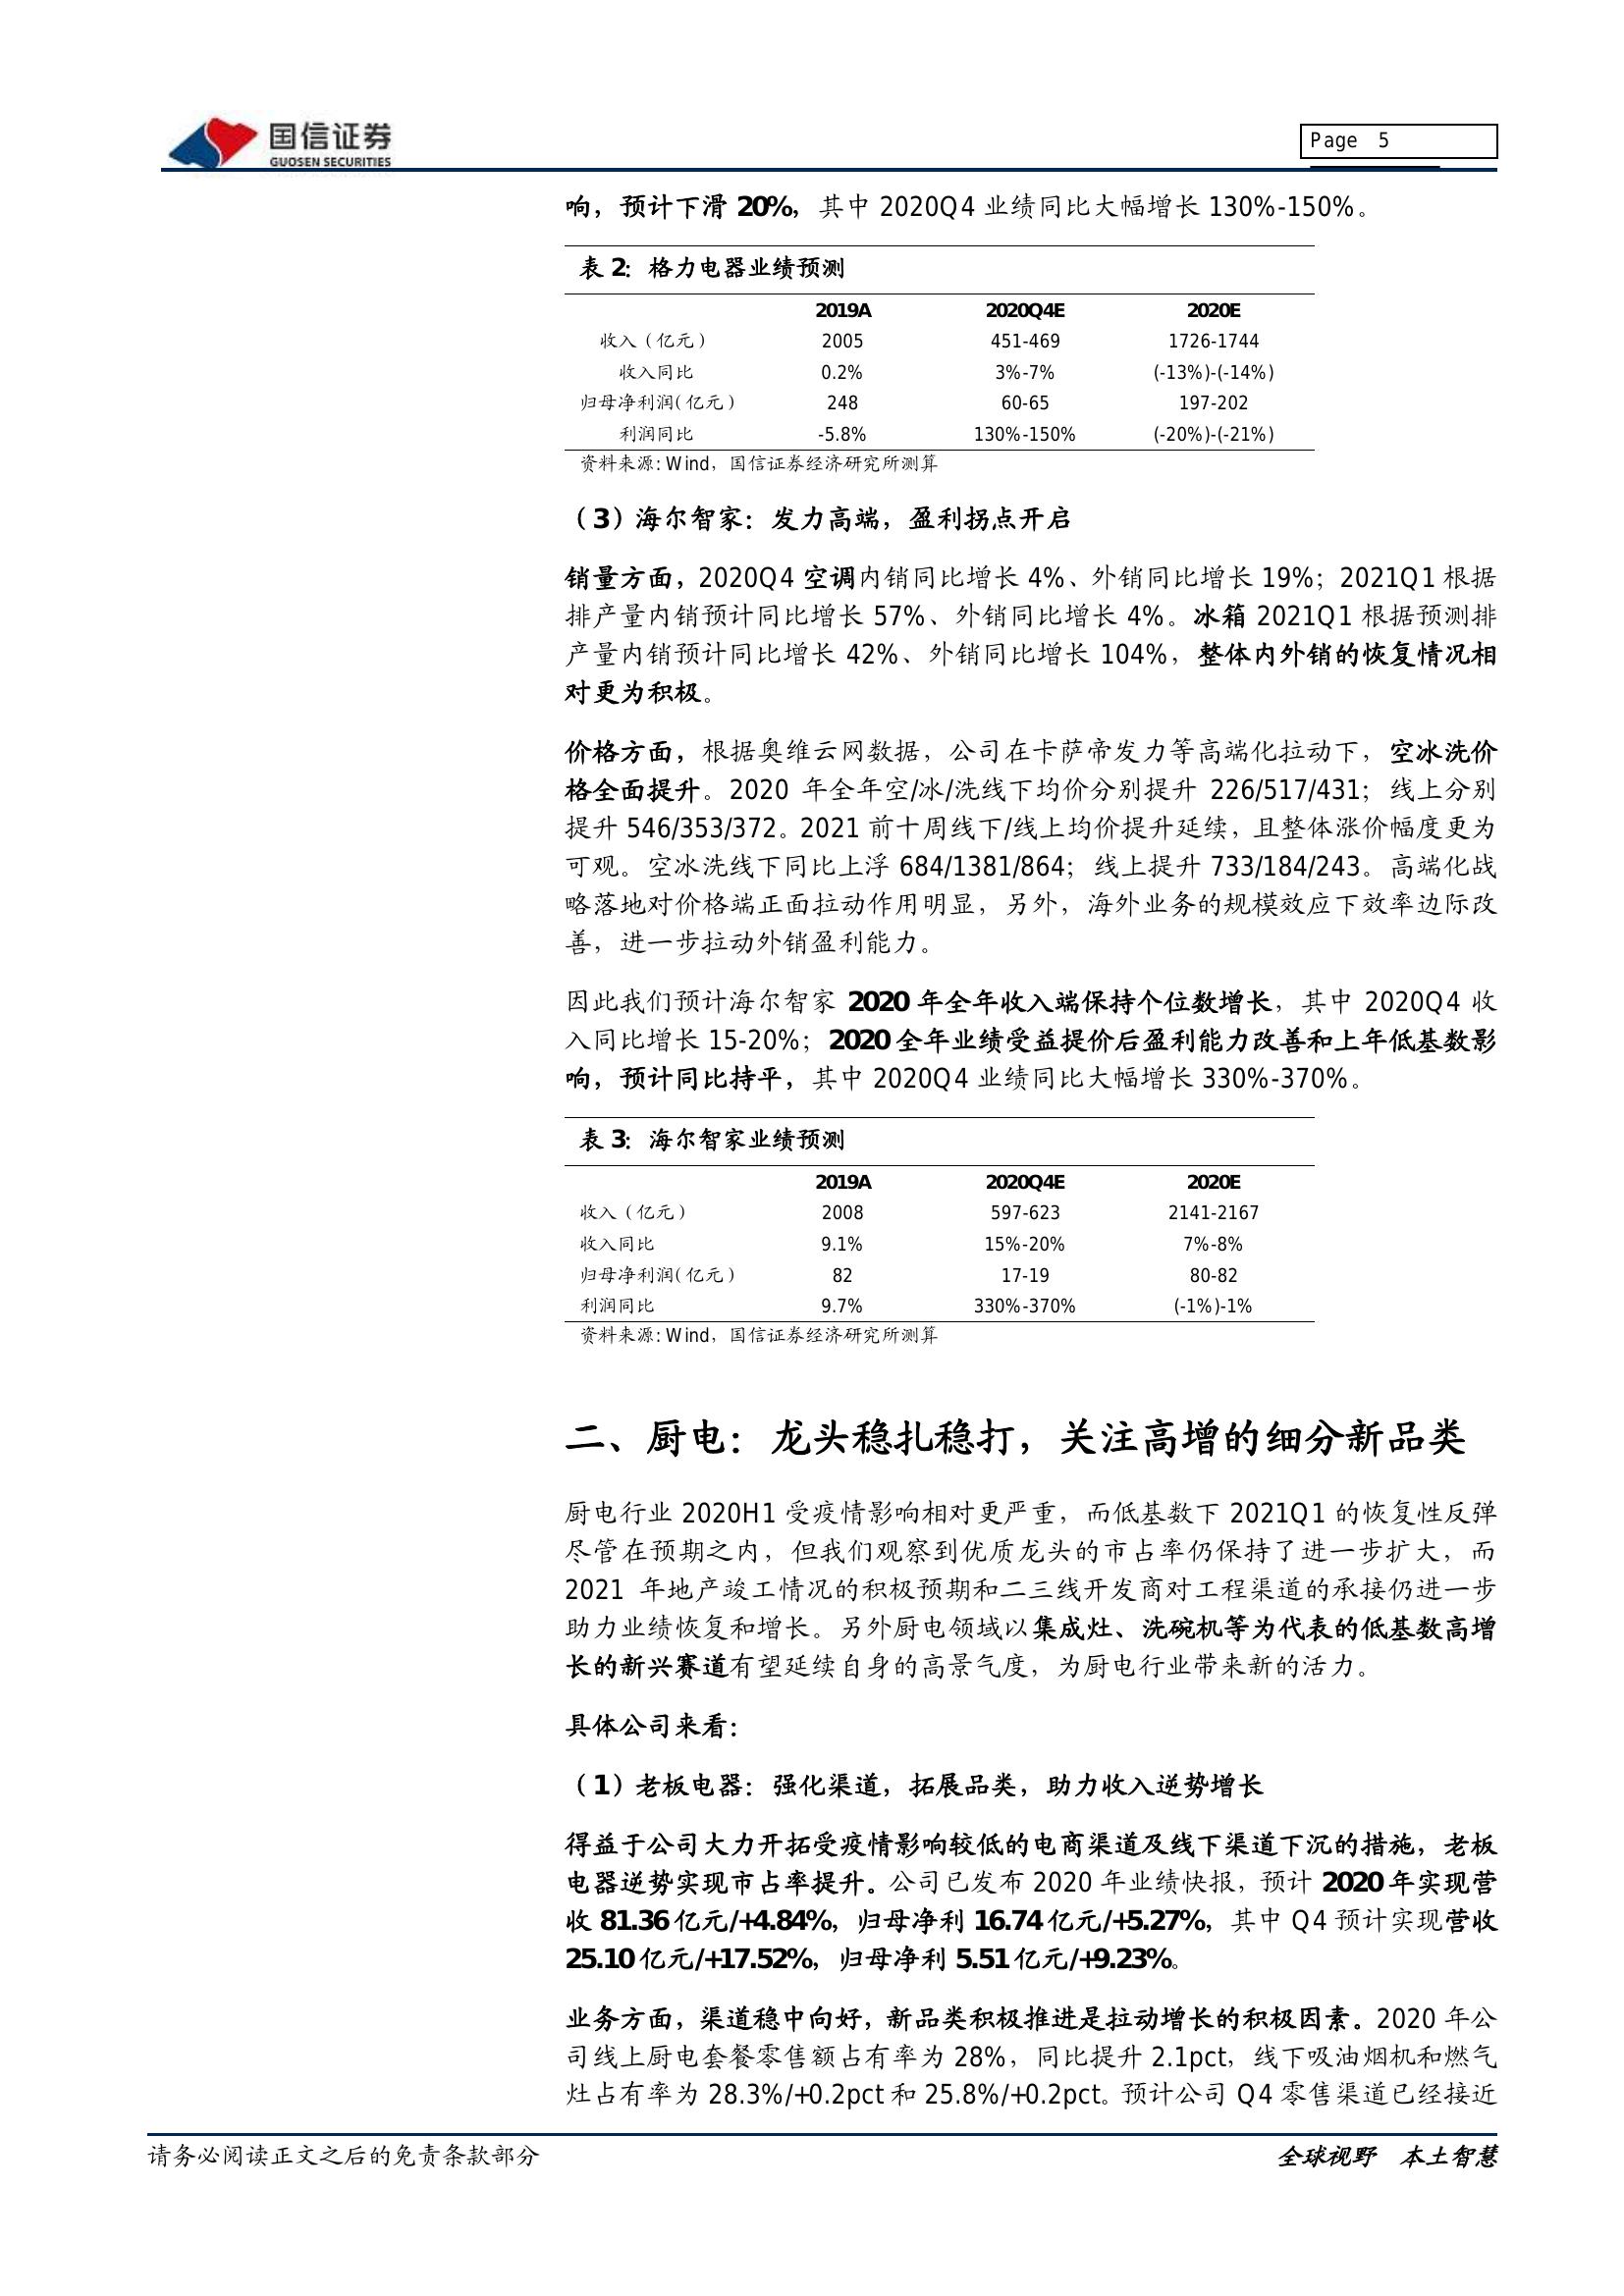 国信证券
GUOSEN SECURITIES
Page 5
响，预计下滑 20%，其中 2020Q4 业绩同比大幅增长 130%-150%。
表 2：格力电器业绩预测
2019A 2020Q4E 2020E
收入（亿元） 2005 451-469 1726-1744
收入同比 0.2% 3%-7% (-13%)-(-14%)
归母净利润(亿元） 248 60-65 197-202
利润同比 -5.8% 130%-150% (-20%)-(-21%)
资料来源: Wind，国信证券经济研究所测算
（3）海尔智家：发力高端，盈利拐点开启
销量方面，2020Q4 空调内销同比增长 4%、外销同比增长 19%；2021Q1 根据
排产量内销预计同比增长 57%、外销同比增长 4%。冰箱 2021Q1 根据预测排
产量内销预计同比增长 42%、外销同比增长 104%，整体内外销的恢复情况相
对更为积极。
价格方面，根据奥维云网数据，公司在卡萨帝发力等高端化拉动下，空冰洗价
格全面提升。2020 年全年空/冰/洗线下均价分别提升 226/517/431；线上分别
提升 546/353/372。2021 前十周线下/线上均价提升延续，且整体涨价幅度更为
可观。空冰洗线下同比上浮 684/1381/864；线上提升 733/184/243。高端化战
略落地对价格端正面拉动作用明显，另外，海外业务的规模效应下效率边际改
善，进一步拉动外销盈利能力。
因此我们预计海尔智家 2020 年全年收入端保持个位数增长，其中 2020Q4 收
入同比增长 15-20%；2020 全年业绩受益提价后盈利能力改善和上年低基数影
响，预计同比持平，其中 2020Q4 业绩同比大幅增长 330%-370%。
表 3：海尔智家业绩预测
2019A 2020Q4E 2020E
收入（亿元） 2008 597-623 2141-2167
收入同比 9.1% 15%-20% 7%-8%
归母净利润(亿元） 82 17-19 80-82
利润同比 9.7% 330%-370% (-1%)-1%
资料来源: Wind，国信证券经济研究所测算
二、厨电：龙头稳扎稳打，关注高增的细分新品类
厨电行业 2020H1 受疫情影响相对更严重，而低基数下 2021Q1 的恢复性反弹
尽管在预期之内，但我们观察到优质龙头的市占率仍保持了进一步扩大，而
2021 年地产竣工情况的积极预期和二三线开发商对工程渠道的承接仍进一步
助力业绩恢复和增长。另外厨电领域以集成灶、洗碗机等为代表的低基数高增
长的新兴赛道有望延续自身的高景气度，为厨电行业带来新的活力。
具体公司来看：
（1）老板电器：强化渠道，拓展品类，助力收入逆势增长
得益于公司大力开拓受疫情影响较低的电商渠道及线下渠道下沉的措施，老板
电器逆势实现市占率提升。公司已发布 2020 年业绩快报，预计 2020 年实现营
收 81.36 亿元/+4.84%，归母净利 16.74 亿元/+5.27%，其中 Q4 预计实现营收
25.10 亿元/+17.52%，归母净利 5.51 亿元/+9.23%。
业务方面，渠道稳中向好，新品类积极推进是拉动增长的积极因素。2020 年公
司线上厨电套餐零售额占有率为 28%，同比提升 2.1pct，线下吸油烟机和燃气
灶占有率为 28.3%/+0.2pct 和 25.8%/+0.2pct。预计公司 Q4 零售渠道已经接近
请务必阅读正文之后的免责条款部分 全球视野 本土智慧